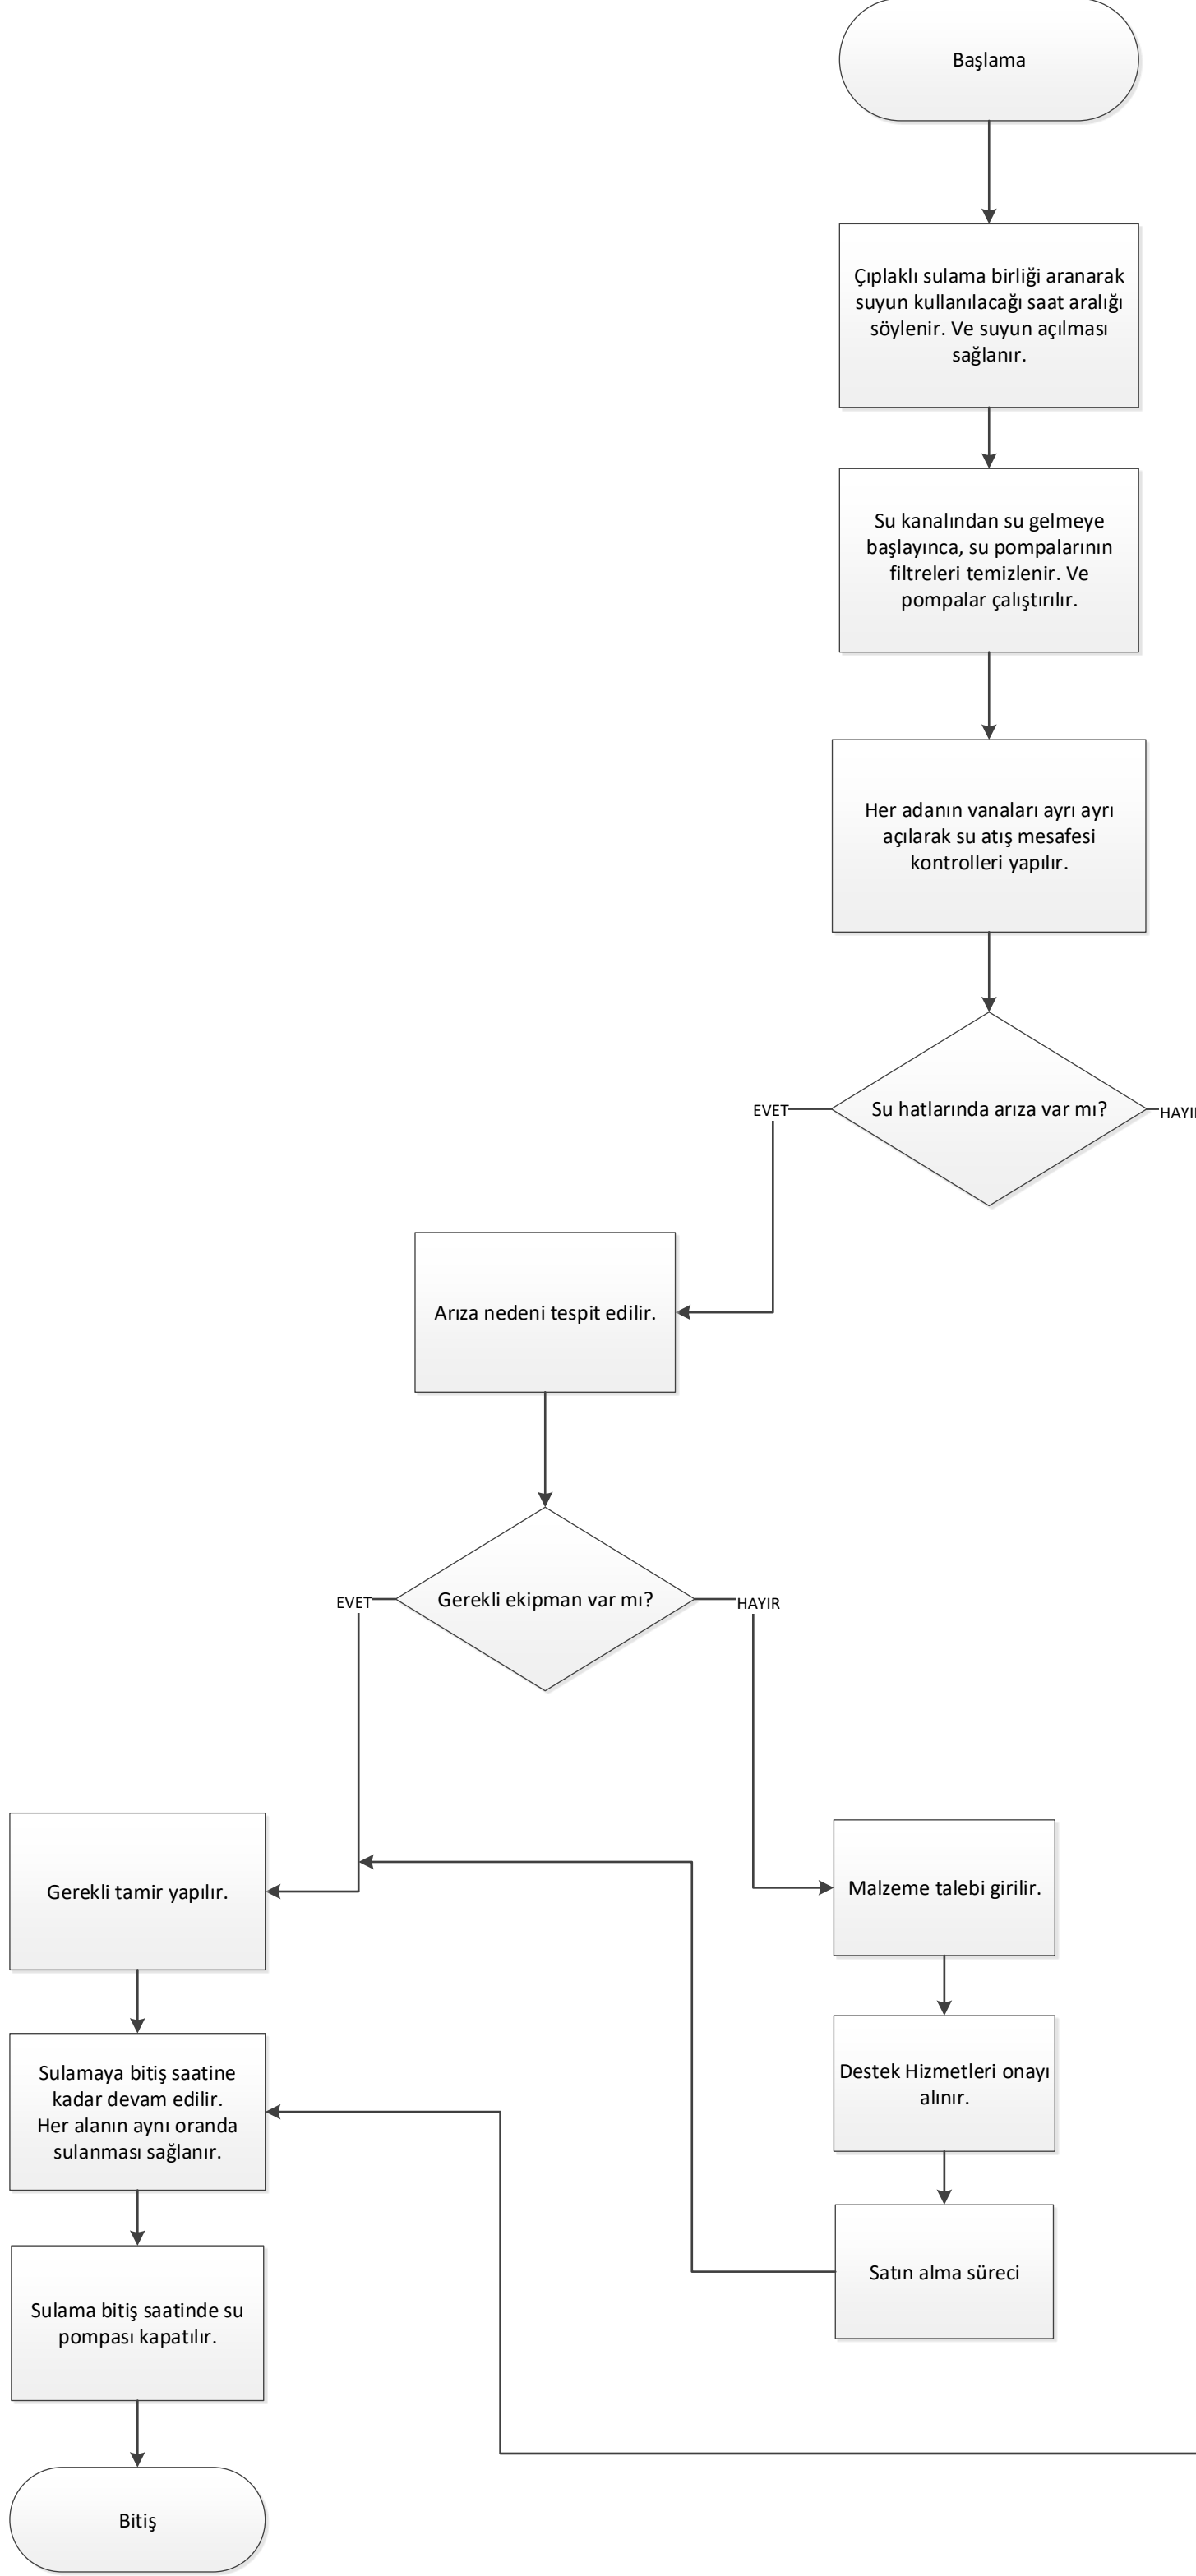 Başlama
Çıplaklı sulama birliği aranarak
suyun kullanılacağı saat aralığı
söylenir. Ve suyun açılması
sağlanır.
Su kanalından su gelmeye
başlayınca, su pompalarının
filtreleri temizlenir. Ve
pompalar çalıştırılır.
Her adanın vanaları ayrı ayrı
açılarak su atış mesafesi
kontrolleri yapılır.
EVET
Su hatlarında arıza var mı?
Arıza nedeni tespit edilir.
EVET
Gerekli ekipman var mı?
HAYIR
Gerekli tamir yapılır.
Malzeme talebi girilir.
Sulamaya bitiş saatine
kadar devam edilir.
Her alanın aynı oranda
sulanması sağlanır.
Destek Hizmetleri onayı
alınır.
Satın alma süreci
Sulama bitiş saatinde su
pompası kapatılır.
Bitiş